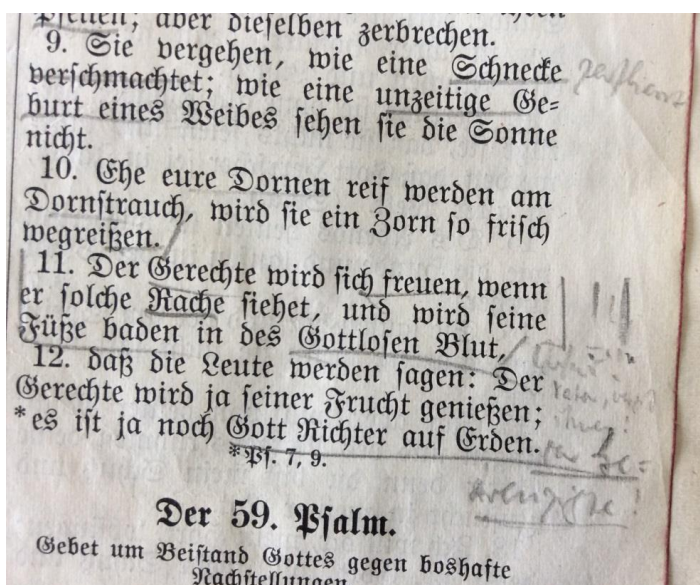 Pfeilen; aber dieselben zerbrechen.
9. Sie vergehen, wie eine Schnecke
verschmachtet; wie eine unzeitige Ge-
burt eines Weibes sehen sie die Sonne
nicht.
10. Ehe eure Dornen reif werden am
Dornstrauch, wird sie ein Zorn so frisch
wegreißen.
11. Der Gerechte wird sich freuen, wenn
er solche Rache siehet, und wird seine
Füße baden in des Gottlosen Blut,
12. daß die Leute werden sagen: Der
Gerechte wird ja seiner Frucht genießen;
*es ist ja noch Gott Richter auf Erden.
*Ps. 7, 9.
Der 59. Psalm.
Gebet um Beistand Gottes gegen boshafte
Nachstellungen